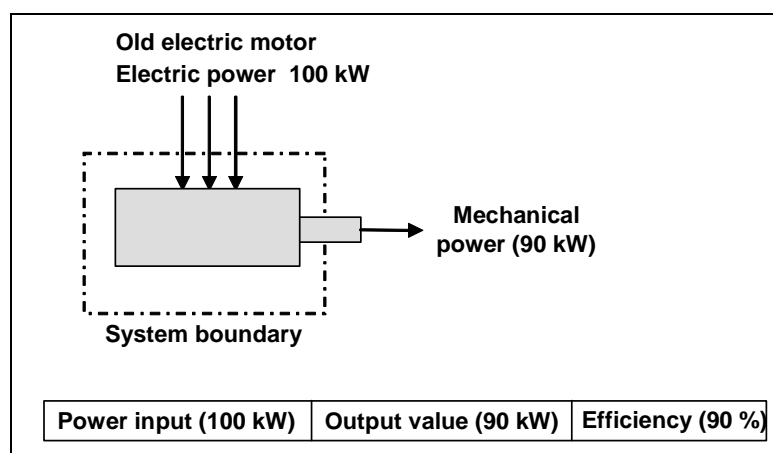 Old electric motor
Electric power 100 kW
Mechanical
power (90 kW)
System boundary
Power input (100 kW) Output value (90 kW) Efficiency (90 %)